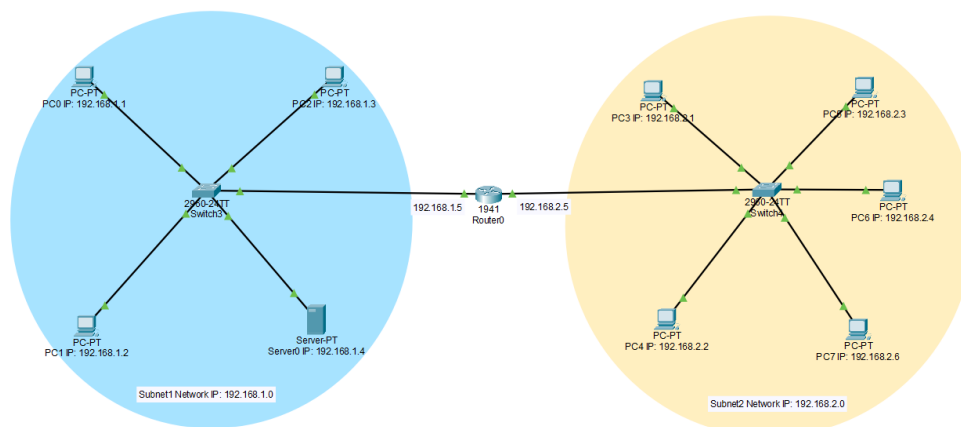 PC-PT
PC0 IP: 192.168.1.1
PC-PT
PC2 IP: 192.168.1.3
PC-PT
PC3 IP: 192.168.2.1
PC-PT
PC5 IP: 192.168.2.3
2960-24TT
Switch3
192.168.1.5
1941
Router0
192.168.2.5
2960-24TT
Switch4
PC-PT
PC6 IP: 192.168.2.4
PC-PT
PC1 IP: 192.168.1.2
Server-PT
Server0 IP: 192.168.1.4
PC-PT
PC4 IP: 192.168.2.2
PC-PT
PC7 IP: 192.168.2.6
Subnet1 Network IP: 192.168.1.0
Subnet2 Network IP: 192.168.2.0